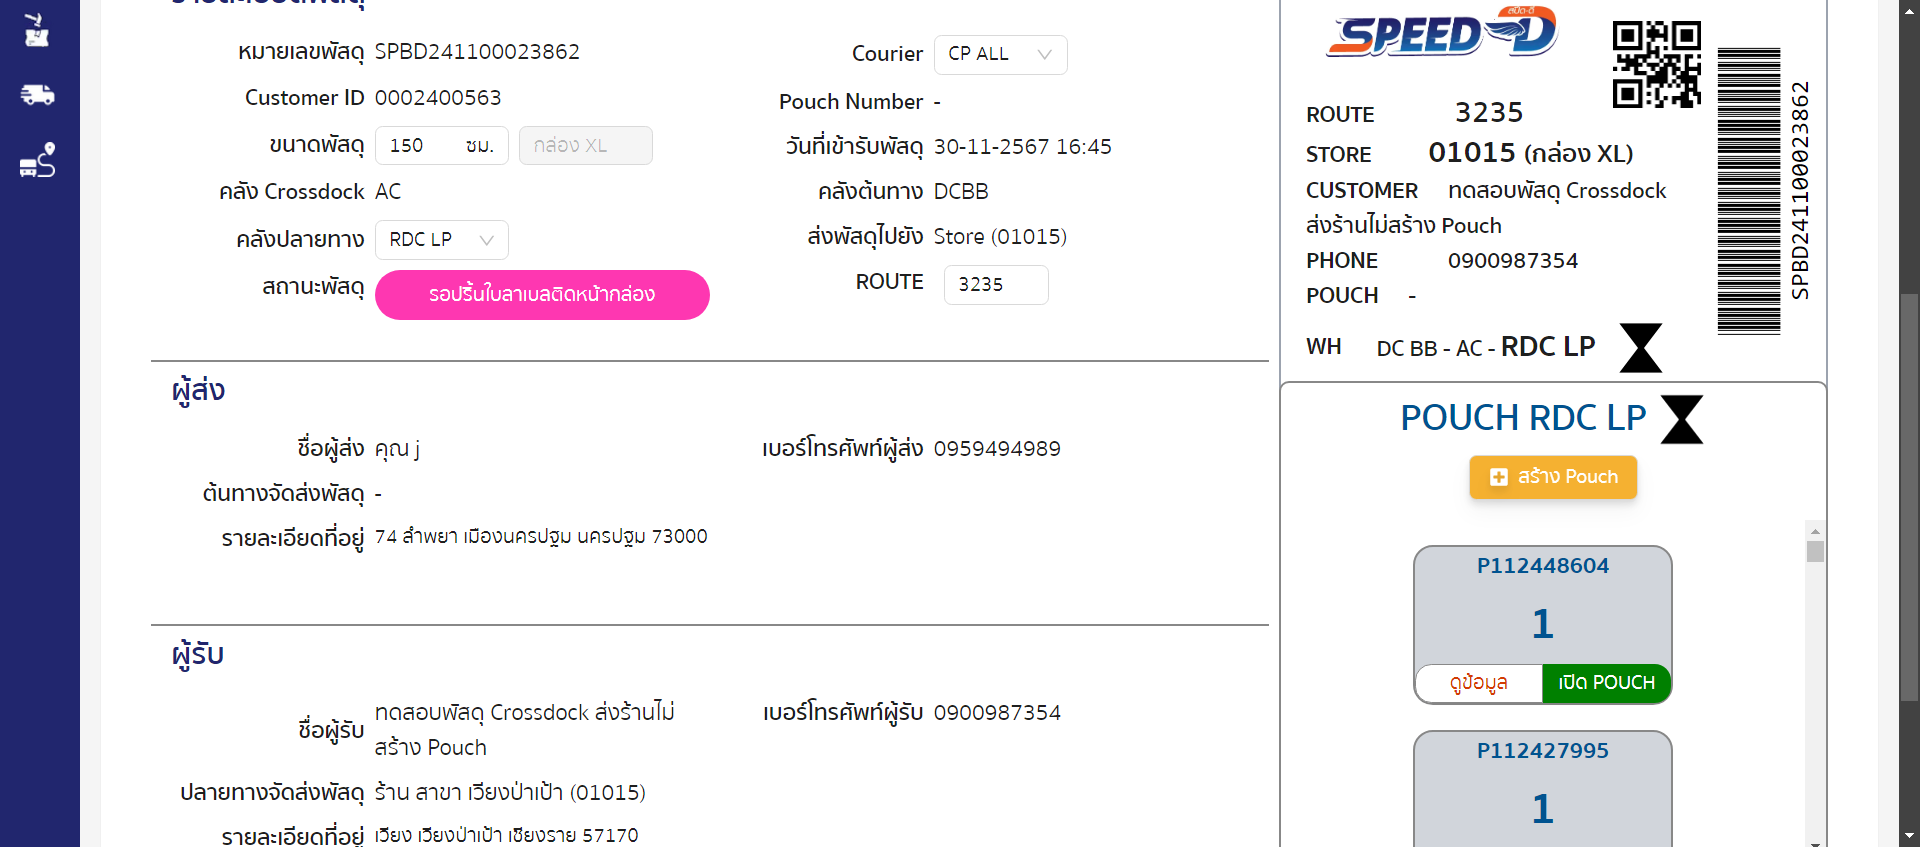 รายละเอียดพัสดุ
หมายเลขพัสดุ SPBD241100023862
Customer ID 0002400563
ขนาดพัสดุ 150 ซม. กล่อง XL
คลัง Crossdock AC
คลังปลายทาง RDC LP
สถานะพัสดุ รอปริ้นใบลาเบลติดหน้ากล่อง
Courier CP ALL
Pouch Number -
วันที่เข้ารับพัสดุ 30-11-2567 16:45
คลังต้นทาง DCBB
ส่งพัสดุไปยัง Store (01015)
ROUTE 3235
ผู้ส่ง
ชื่อผู้ส่ง คุณ j
เบอร์โทรศัพท์ผู้ส่ง 0959494989
ต้นทางจัดส่งพัสดุ -
รายละเอียดที่อยู่ 74 ลำพยา เมืองนครปฐม นครปฐม 73000
ผู้รับ
ชื่อผู้รับ ทดสอบพัสดุ Crossdock ส่งร้านไม่
สร้าง Pouch
เบอร์โทรศัพท์ผู้รับ 0900987354
ปลายทางจัดส่งพัสดุ ร้าน สาขา เวียงป่าเป้า (01015)
รายละเอียดที่อยู่ เวียง เวียงป่าเป้า เชียงราย 57170
สปีด-ดี
SPEED-D
ROUTE 3235
STORE 01015 (กล่อง XL)
CUSTOMER ทดสอบพัสดุ Crossdock
ส่งร้านไม่สร้าง Pouch
PHONE 0900987354
POUCH -
WH DC BB - AC - RDC LP
SPBD241100023862
POUCH RDC LP
สร้าง Pouch
P112448604
1
ดูข้อมูล เปิด POUCH
P112427995
1